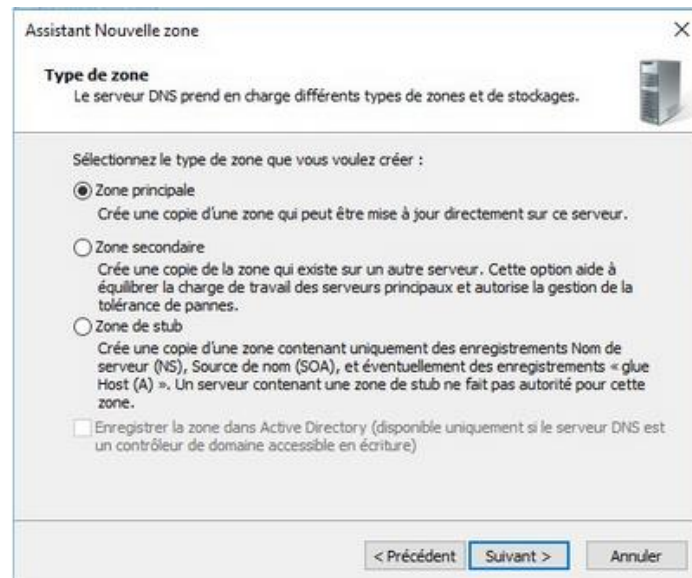 Assistant Nouvelle zone
Type de zone
Le serveur DNS prend en charge différents types de zones et de stockages.
Sélectionnez le type de zone que vous voulez créer :
Zone principale
Crée une copie d'une zone qui peut être mise à jour directement sur ce serveur.
Zone secondaire
Crée une copie de la zone qui existe sur un autre serveur. Cette option aide à
équilibrer la charge de travail des serveurs principaux et autorise la gestion de la
tolérance de pannes.
Zone de stub
Crée une copie d'une zone contenant uniquement des enregistrements Nom de
serveur (NS), Source de nom (SOA), et éventuellement des enregistrements « glue
Host (A) ». Un serveur contenant une zone de stub ne fait pas autorité pour cette
zone.
Enregistrer la zone dans Active Directory (disponible uniquement si le serveur DNS est
un contrôleur de domaine accessible en écriture)
< Précédent Suivant > Annuler